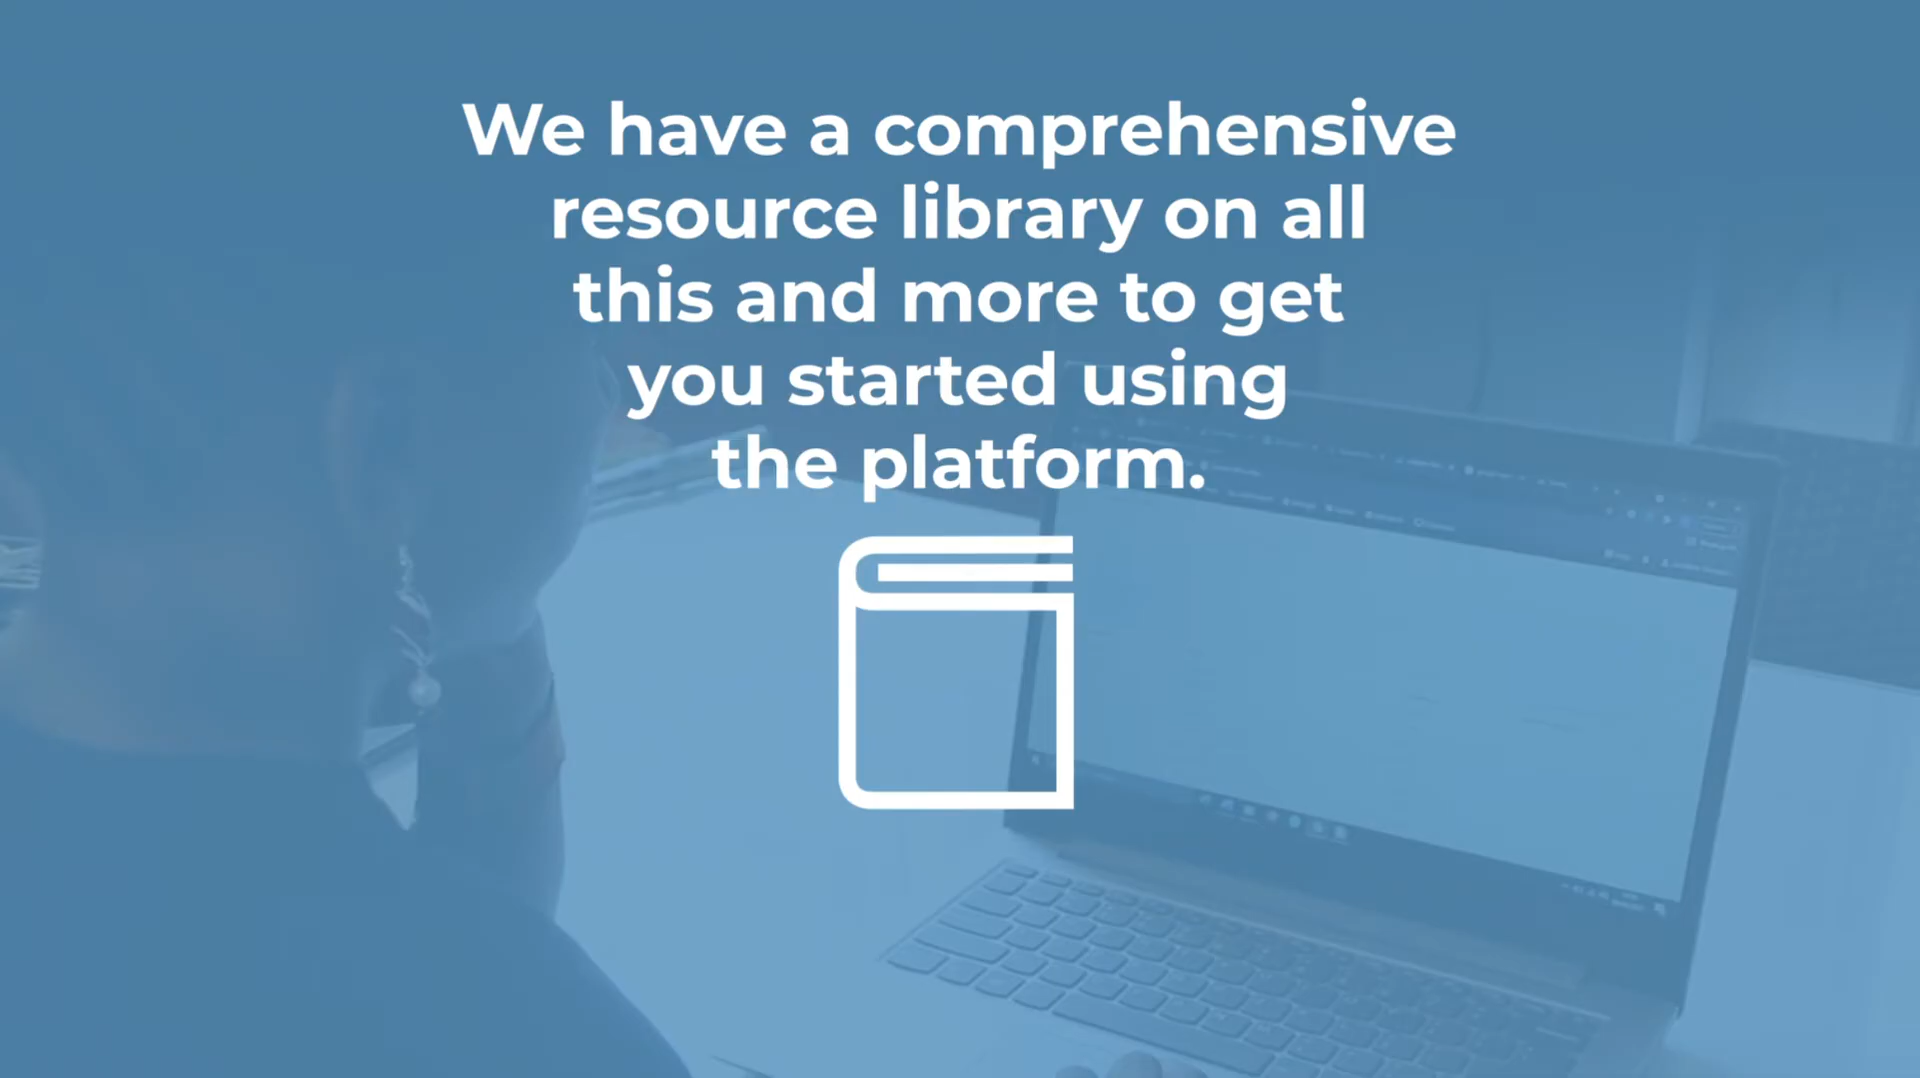 We have a comprehensive
resource library on all
this and more to get
you started using
the platform.